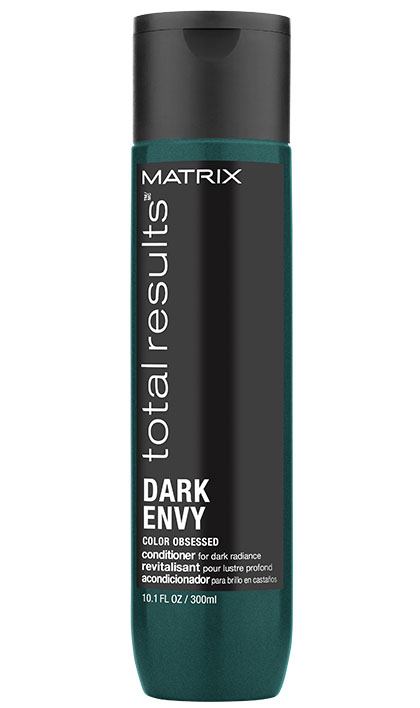 MATRIX
total results™
DARK
ENVY
COLOR OBSESSED
conditioner for dark radiance
revitalisant pour lustre profond
acondicionador para brillo en castaños
10.1 FL OZ / 300ml